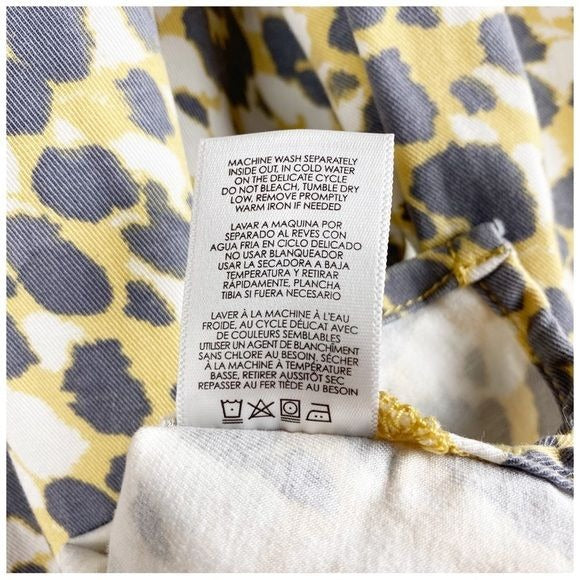 MACHINE WASH SEPARATELY
INSIDE OUT, IN COLD WATER
ON THE DELICATE CYCLE
DO NOT BLEACH, TUMBLE DRY
LOW, REMOVE PROMPTLY
WARM IRON IF NEEDED
LAVAR A MAQUINA POR
SEPARADO AL REVES CON
AGUA FRIA EN CICLO DELICADO
NO USAR BLANQUEADOR
USAR LA SECADORA A BAJA
TEMPERATURA Y RETIRAR
RÁPIDAMENTE, PLANCHA
TIBIA SI FUERA NECESARIO
LAVER À LA MACHINE À L'EAU
FROIDE, AU CYCLE DÉLICAT AVEC
DE COULEURS SEMBLABLES
UTILISER UN AGENT DE BLANCHÎMENT
SANS CHLORE AU BESOIN, SÉCHER
À LA MACHINE À TEMPÉRATURE
BASSE, RETIRER AUSSITÔT SEC
REPASSER AU FER TIÈDE AU BESOIN